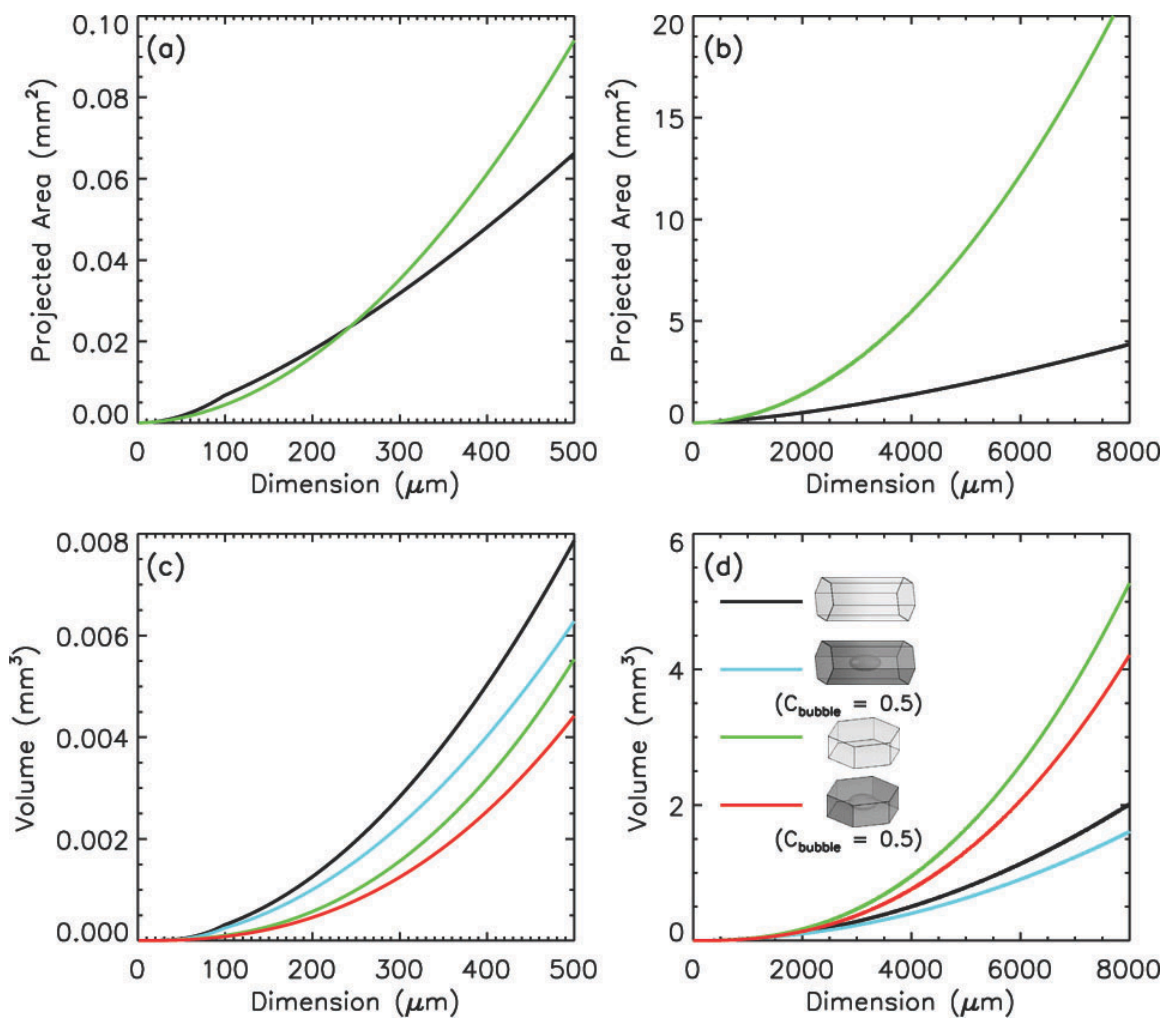 (a)
0.10
0.08
0.06
0.04
0.02
0.00
Projected Area (mm²)
0 100 200 300 400 500
Dimension (μm)
(b)
20
15
10
5
0
Projected Area (mm²)
0 2000 4000 6000 8000
Dimension (μm)
(c)
0.008
0.006
0.004
0.002
0.000
Volume (mm³)
0 100 200 300 400 500
Dimension (μm)
(d)
6
4
2
0
Volume (mm³)
(C_bubble = 0.5)
(C_bubble = 0.5)
0 2000 4000 6000 8000
Dimension (μm)